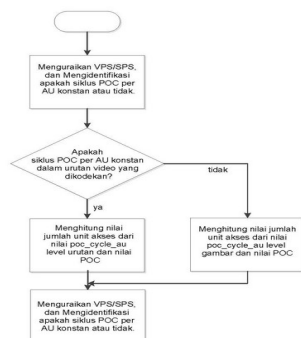 Menguraikan VPS/SPS,
dan Mengidentifikasi
apakah siklus POC per
AU konstan atau tidak.
Apakah
siklus POC per AU konstan
dalam urutan video yang
dikodekan?
tidak
ya
Menghitung nilai
jumlah unit akses dari
nilai poc_cycle_au
level urutan dan nilai
POC
Menghitung nilai jumlah
unit akses dari nilai
poc_cycle_au level
gambar dan nilai POC
Menguraikan VPS/SPS,
dan Mengidentifikasi
apakah siklus POC per
AU konstan atau tidak.